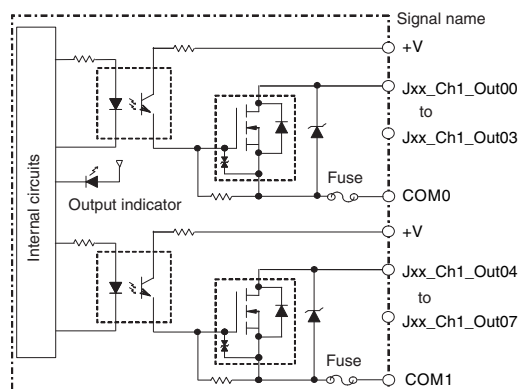 Signal name
+V
Jxx_Ch1_Out00
to
Jxx_Ch1_Out03
Fuse
COM0
Output indicator
Internal circuits
+V
Jxx_Ch1_Out04
to
Jxx_Ch1_Out07
Fuse
COM1